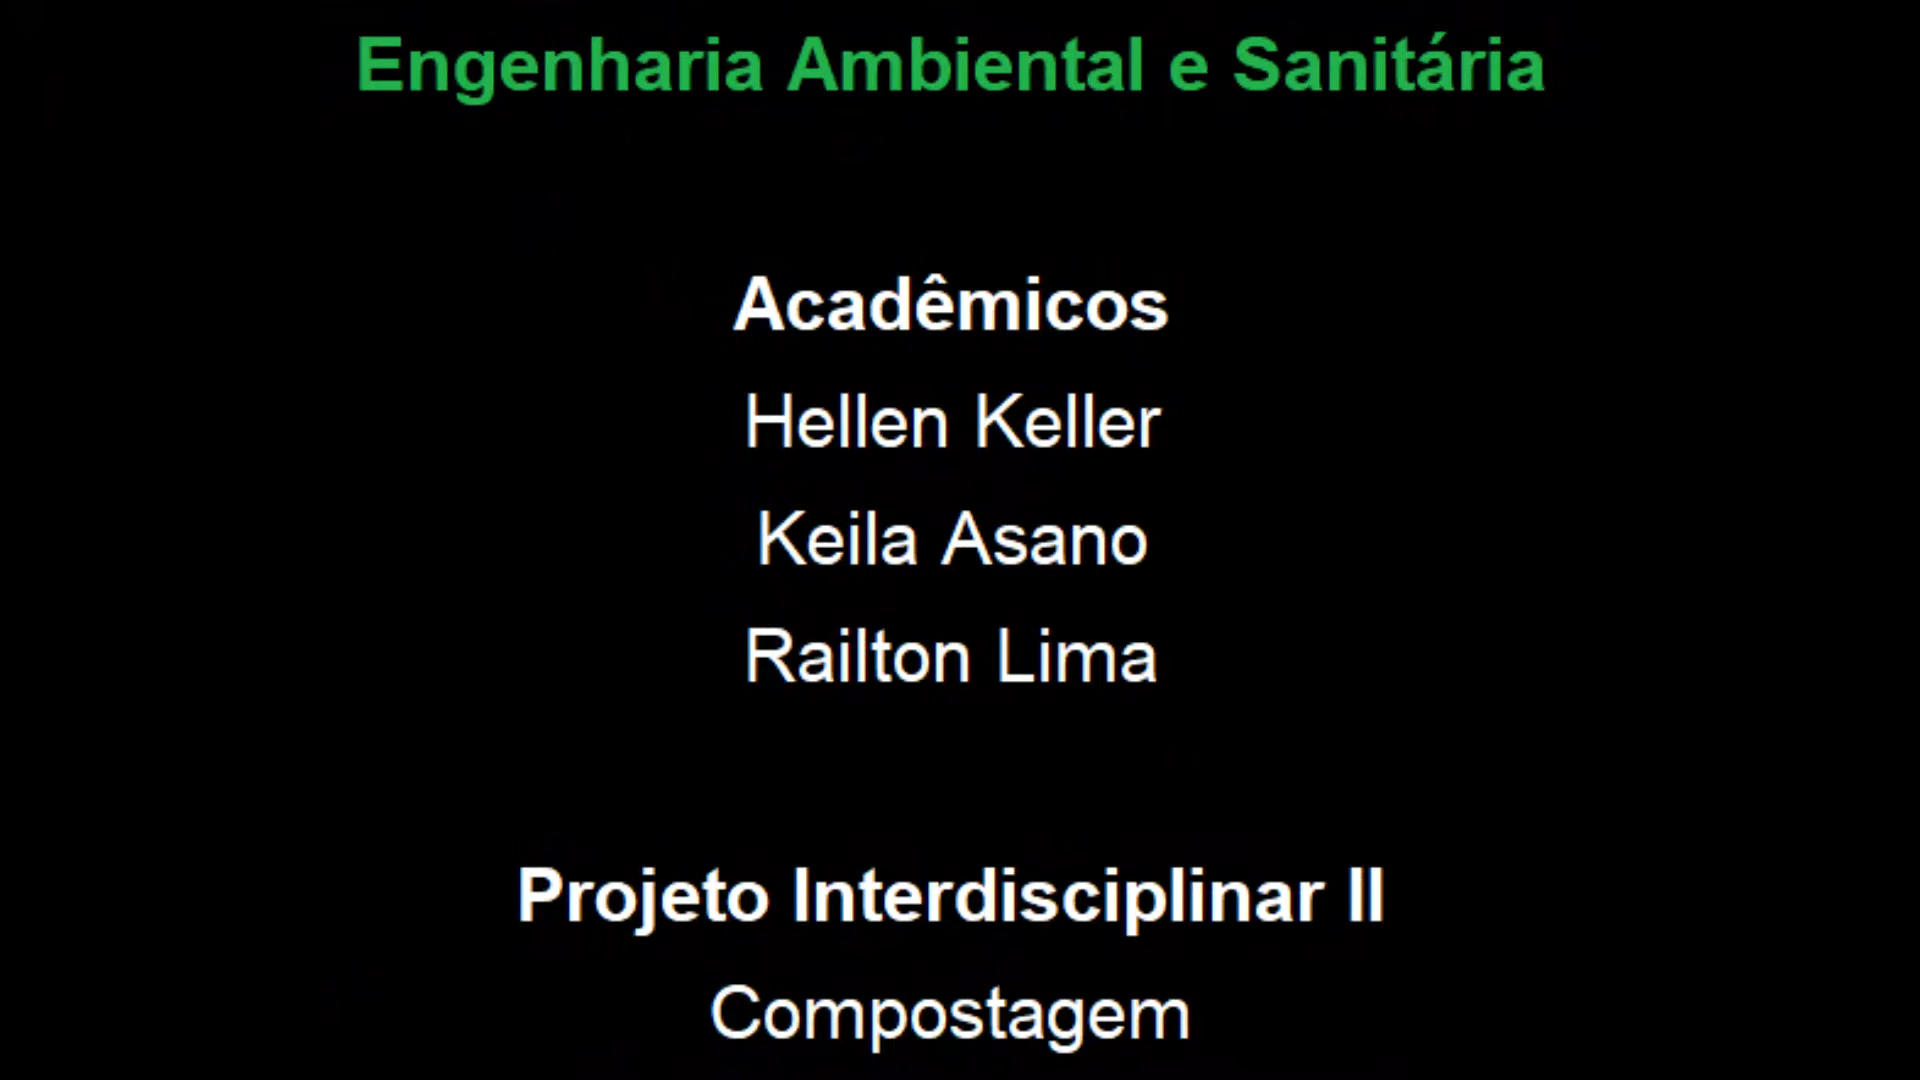 Engenharia Ambiental e Sanitária
Acadêmicos
Hellen Keller
Keila Asano
Railton Lima
Projeto Interdisciplinar II
Compostagem